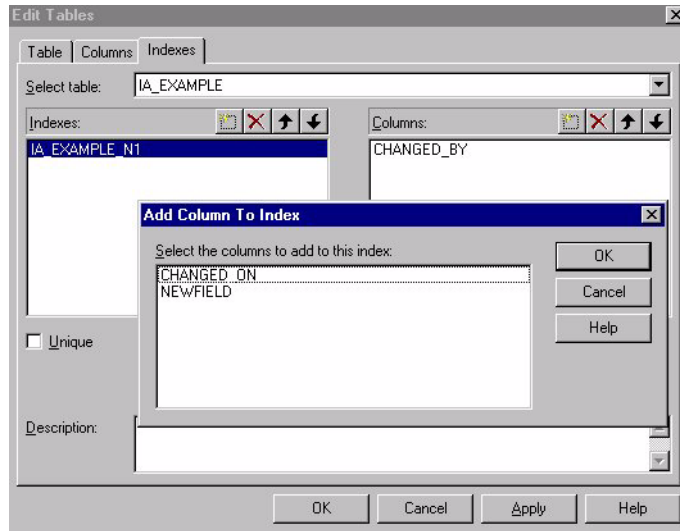 Edit Tables
Table Columns Indexes
Select table: IA_EXAMPLE
Indexes: Columns:
IA_EXAMPLE_N1 CHANGED_BY
Add Column To Index
Select the columns to add to this index:
CHANGED_ON
NEWFIELD
OK
Cancel
Help
Unique
Description:
OK Cancel Apply Help